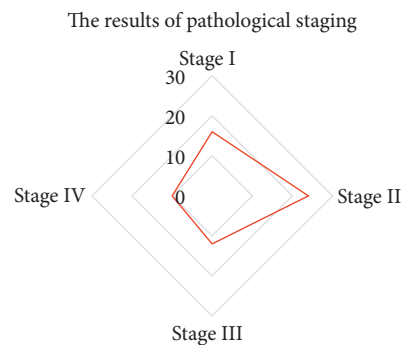 The results of pathological staging
Stage I
30
20
10
Stage IV
0
Stage II
Stage III